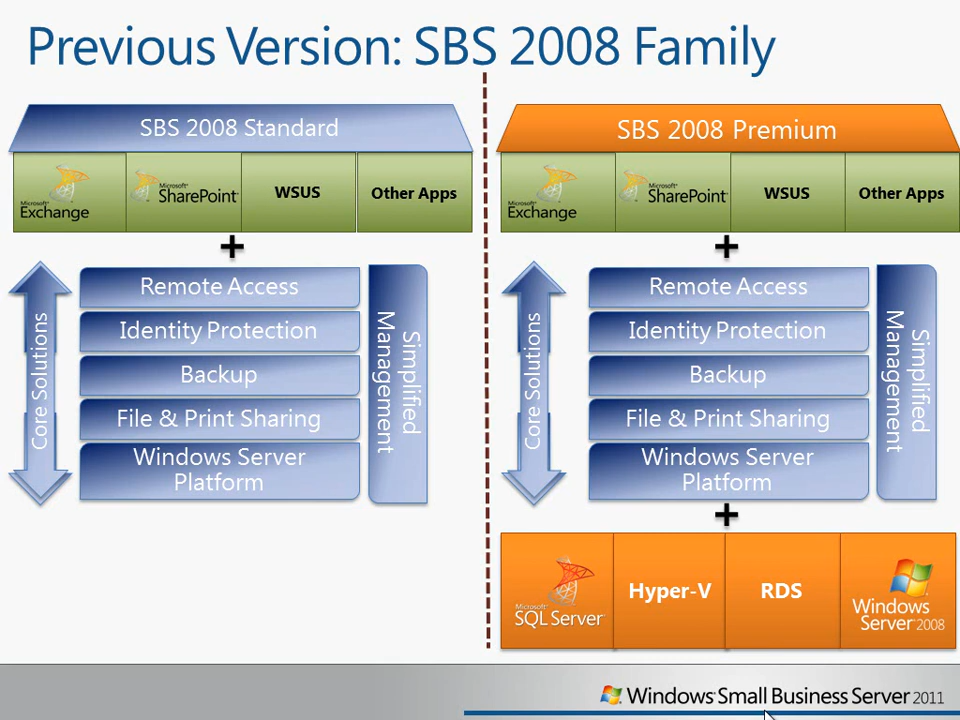 Previous Version: SBS 2008 Family
SBS 2008 Standard
Microsoft
Exchange
Microsoft
SharePoint
WSUS
Other Apps
+
Core Solutions
Remote Access
Identity Protection
Backup
File & Print Sharing
Windows Server
Platform
Simplified
Management
SBS 2008 Premium
Microsoft
Exchange
Microsoft
SharePoint
WSUS
Other Apps
+
Core Solutions
Remote Access
Identity Protection
Backup
File & Print Sharing
Windows Server
Platform
Simplified
Management
+
Microsoft
SQL Server
Hyper-V
RDS
Windows
Server 2008
Windows Small Business Server 2011